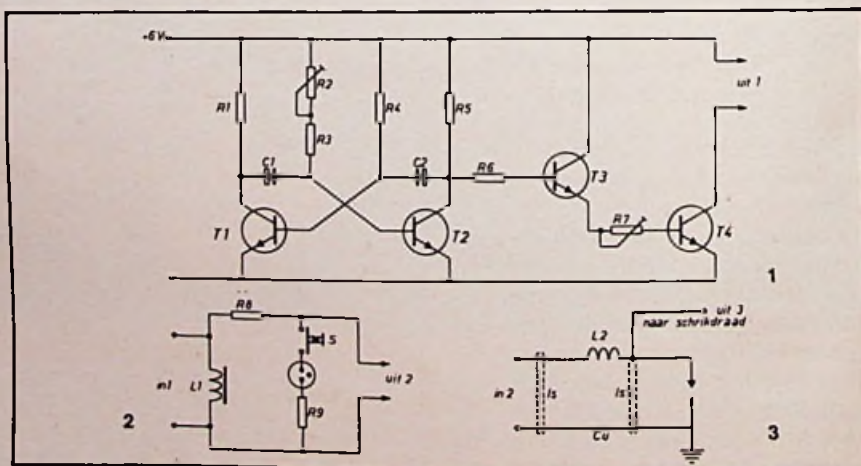 +6V
R1
R2
R3
R4
R5
uit 1
C1
C2
R6
T3
R7
T1
T2
T4
1
R8
S
uit 2
in1
L1
R9
2
uit 3
naar schrikdraad
L2
in 2
Is
Is
Cu
3